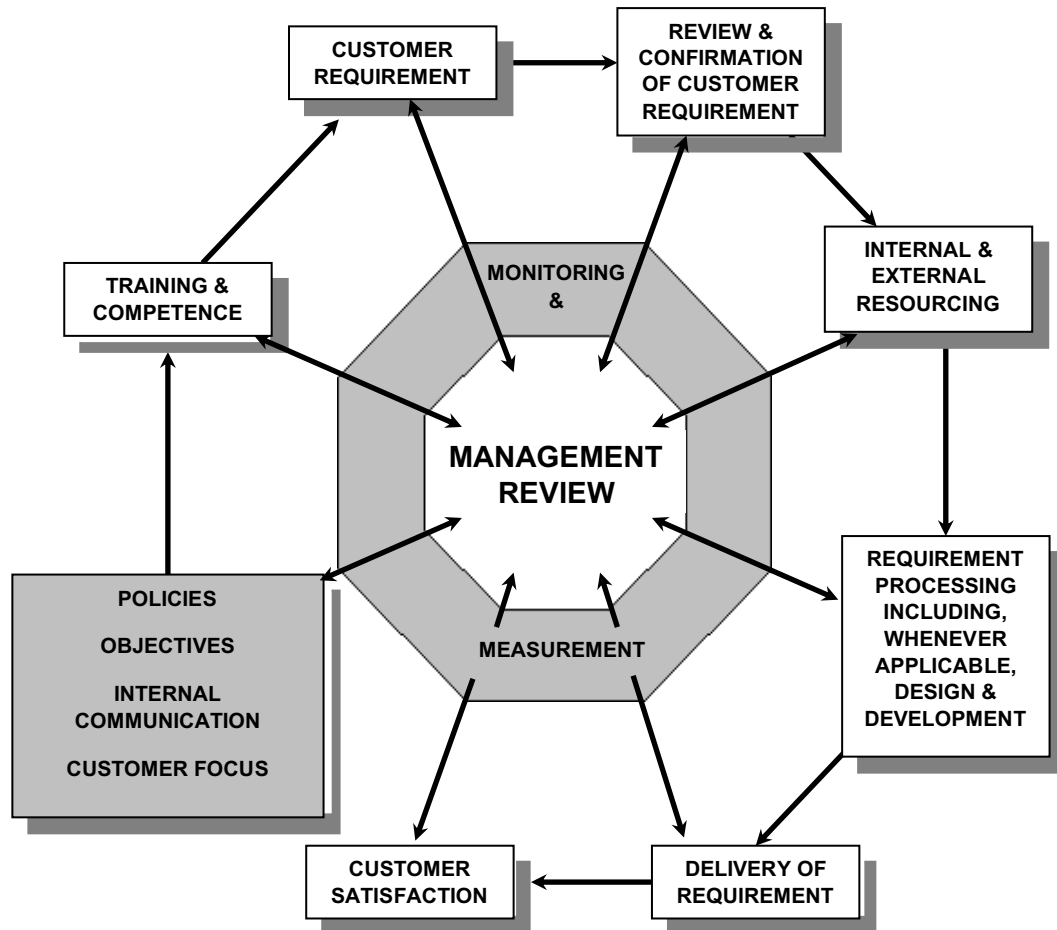 CUSTOMER
REQUIREMENT
REVIEW &
CONFIRMATION
OF CUSTOMER
REQUIREMENT
TRAINING &
COMPETENCE
MONITORING
&
INTERNAL &
EXTERNAL
RESOURCING
MANAGEMENT
REVIEW
POLICIES
OBJECTIVES
INTERNAL
COMMUNICATION
CUSTOMER FOCUS
MEASUREMENT
REQUIREMENT
PROCESSING
INCLUDING,
WHENEVER
APPLICABLE,
DESIGN &
DEVELOPMENT
CUSTOMER
SATISFACTION
DELIVERY OF
REQUIREMENT